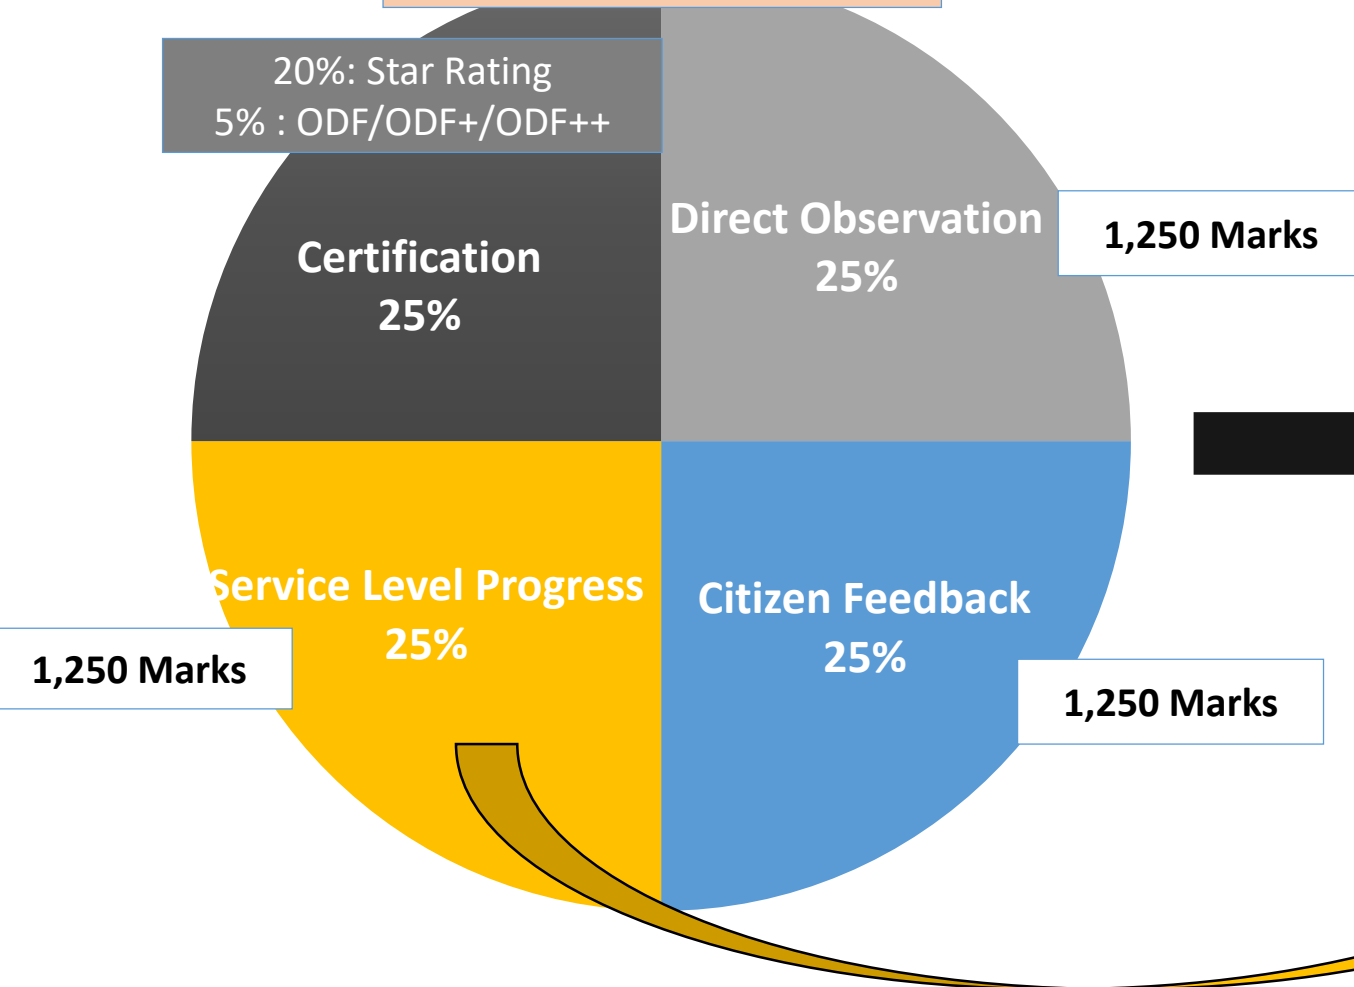 20%: Star Rating
5% : ODF/ODF+/ODF++
Certification
25%
Direct Observation
25%
1,250 Marks
Service Level Progress
25%
1,250 Marks
Citizen Feedback
25%
1,250 Marks